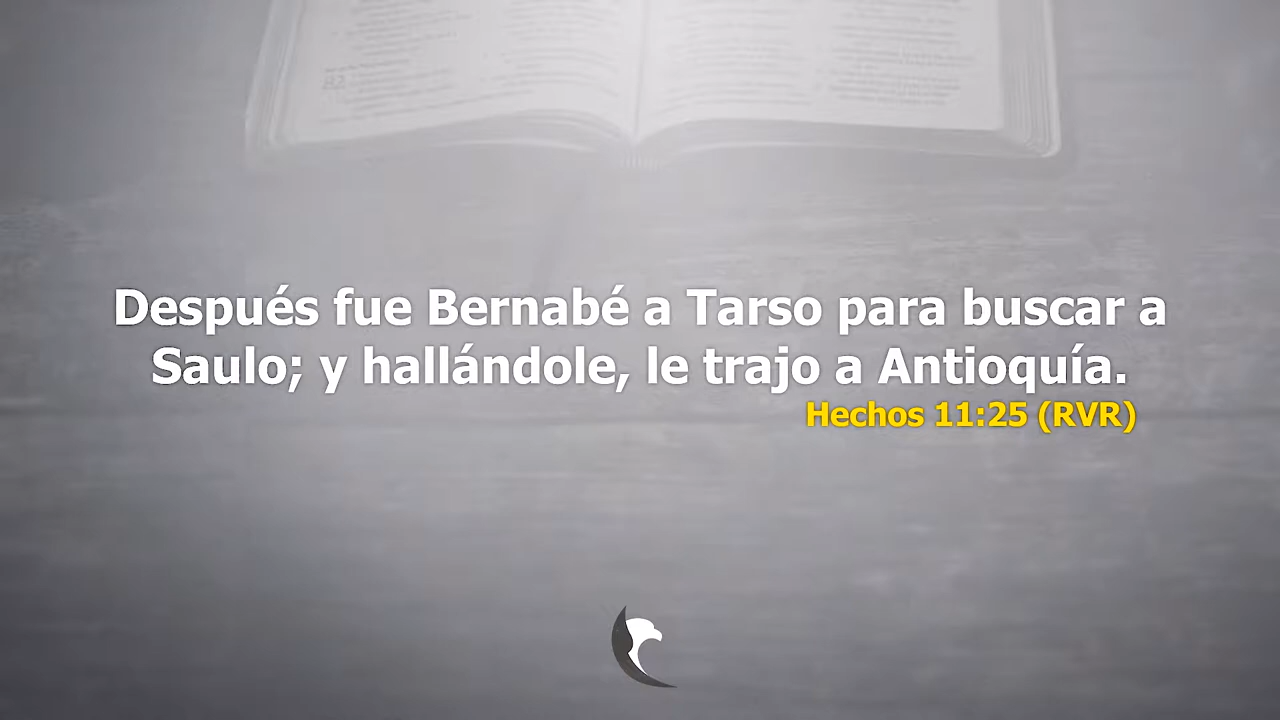 Después fue Bernabé a Tarso para buscar a
Saulo; y hallándole, le trajo a Antioquía.
Hechos 11:25 (RVR)